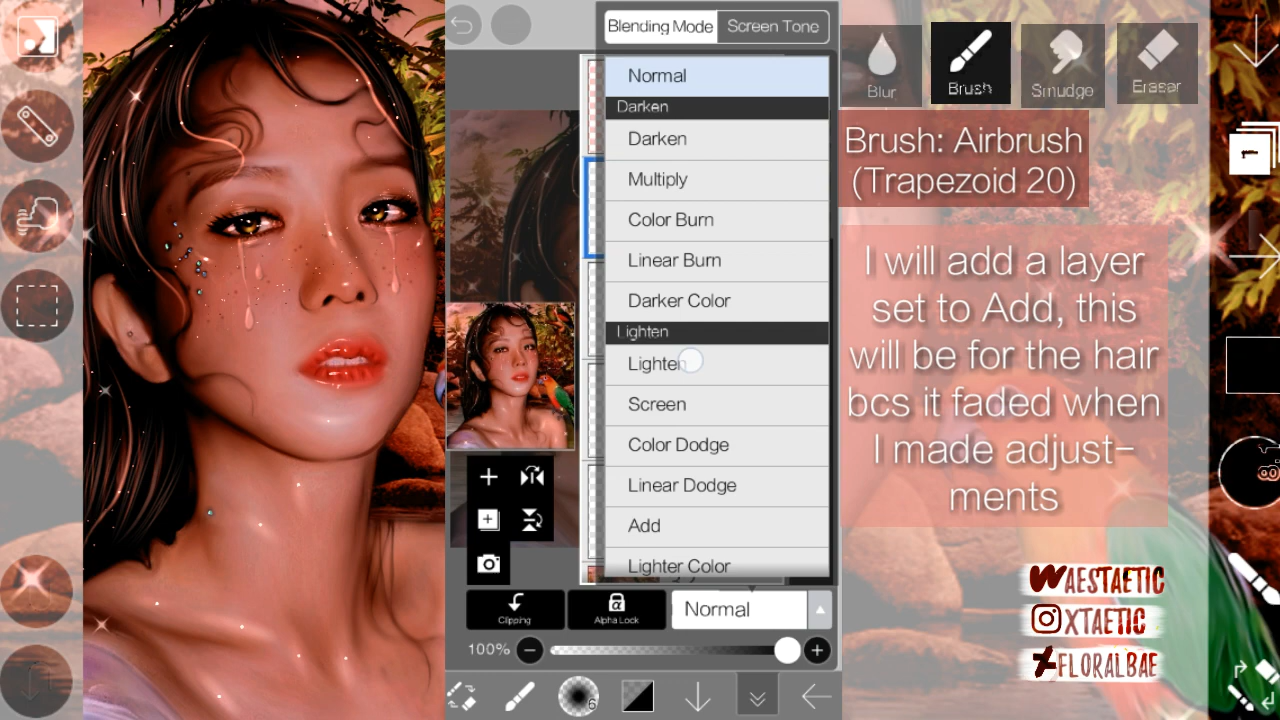 Blending Mode
Screen Tone
Normal
Darken
Darken
Multiply
Color Burn
Linear Burn
Darker Color
Lighten
Lighten
Screen
Color Dodge
Linear Dodge
Add
Lighter Color
Clipping
α
Alpha Lock
Normal
100%
6
Blur
Brush
Smudge
Eraser
Brush: Airbrush
(Trapezoid 20)
I will add a layer
set to Add, this
will be for the hair
bcs it faded when
I made adjust-
ments
WAESTAETIC
XTAETIC
FLORALBAE